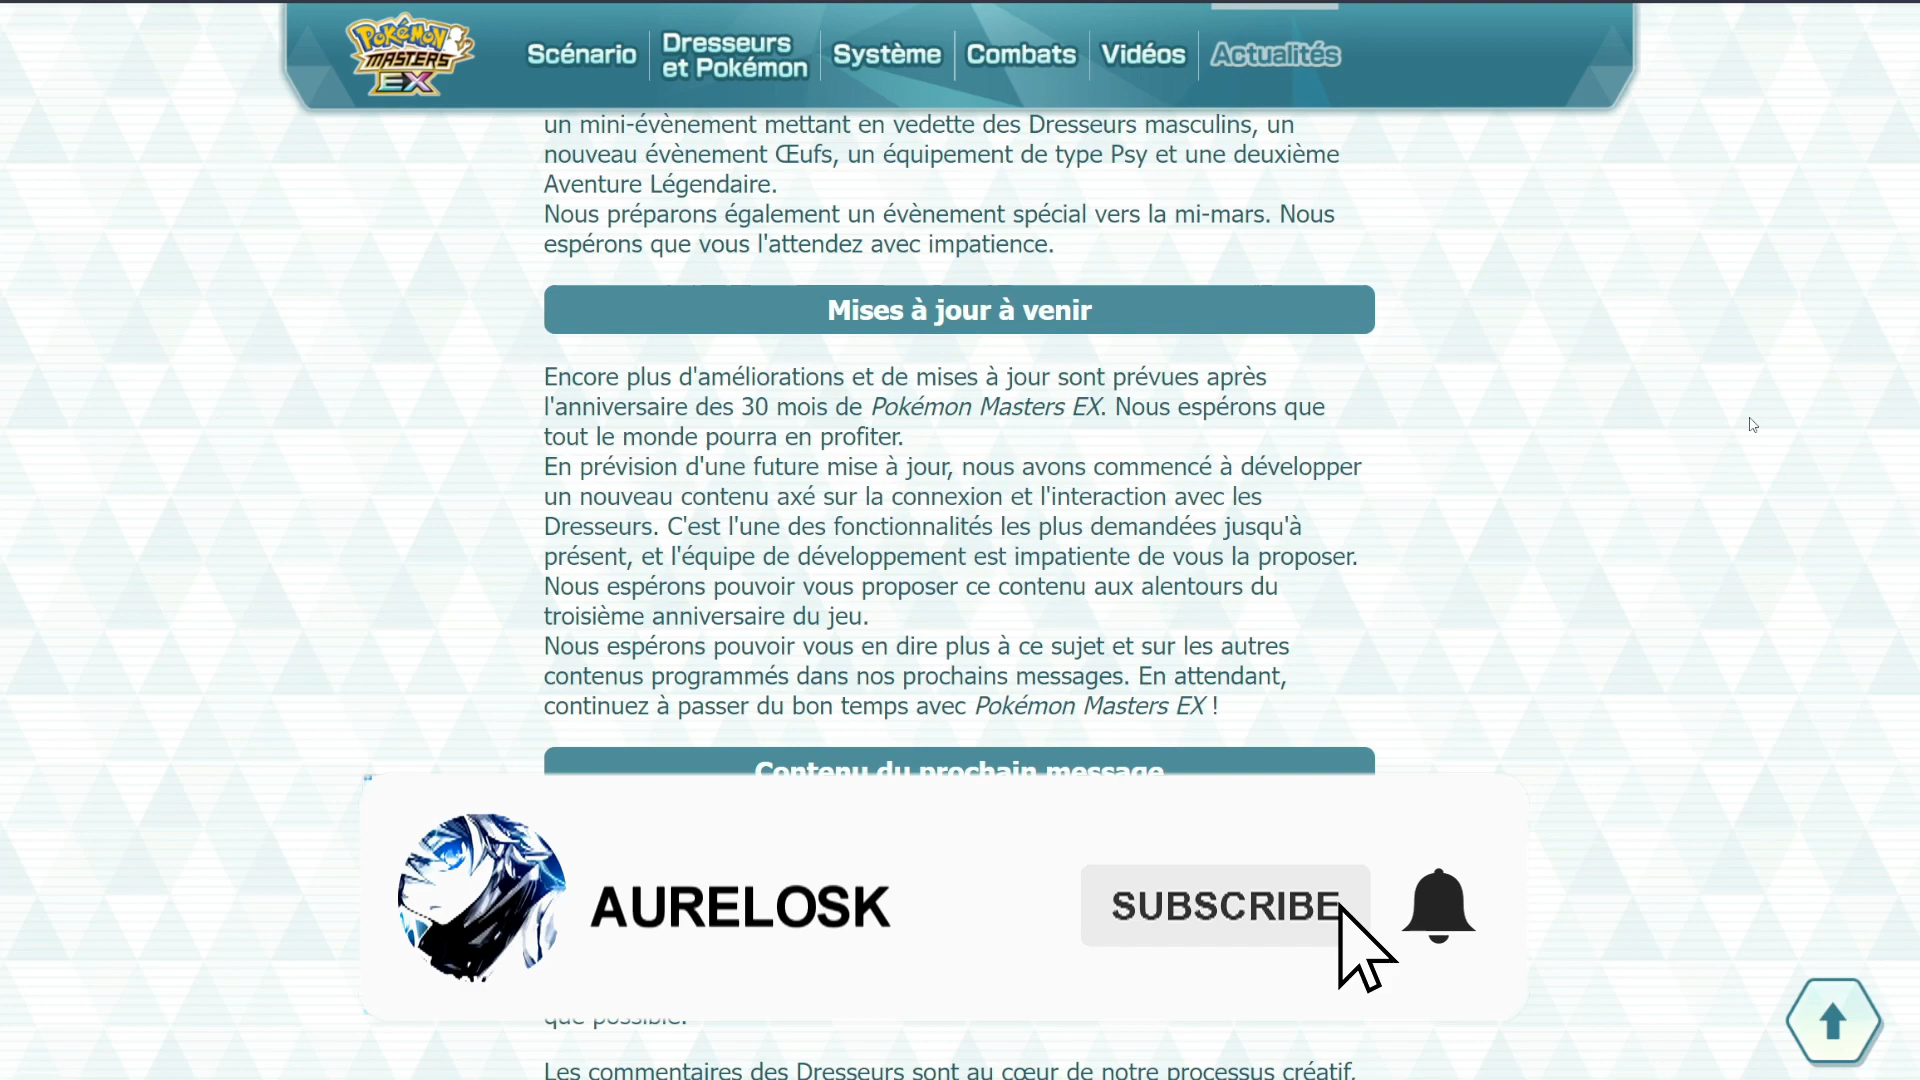 Pokémon
MASTERS
EX
Scénario
Dresseurs
et Pokémon
Système
Combats
Vidéos
Actualités
un mini-évènement mettant en vedette des Dresseurs masculins, un
nouveau évènement Œufs, un équipement de type Psy et une deuxième
Aventure Légendaire.
Nous préparons également un évènement spécial vers la mi-mars. Nous
espérons que vous l'attendez avec impatience.
Mises à jour à venir
Encore plus d'améliorations et de mises à jour sont prévues après
l'anniversaire des 30 mois de Pokémon Masters EX. Nous espérons que
tout le monde pourra en profiter.
En prévision d'une future mise à jour, nous avons commencé à développer
un nouveau contenu axé sur la connexion et l'interaction avec les
Dresseurs. C'est l'une des fonctionnalités les plus demandées jusqu'à
présent, et l'équipe de développement est impatiente de vous la proposer.
Nous espérons pouvoir vous proposer ce contenu aux alentours du
troisième anniversaire du jeu.
Nous espérons pouvoir vous en dire plus à ce sujet et sur les autres
contenus programmés dans nos prochains messages. En attendant,
continuez à passer du bon temps avec Pokémon Masters EX !
Contenu du prochain message
AURELOSK
SUBSCRIBE
que possible.
Les commentaires des Dresseurs sont au cœur de notre processus créatif.